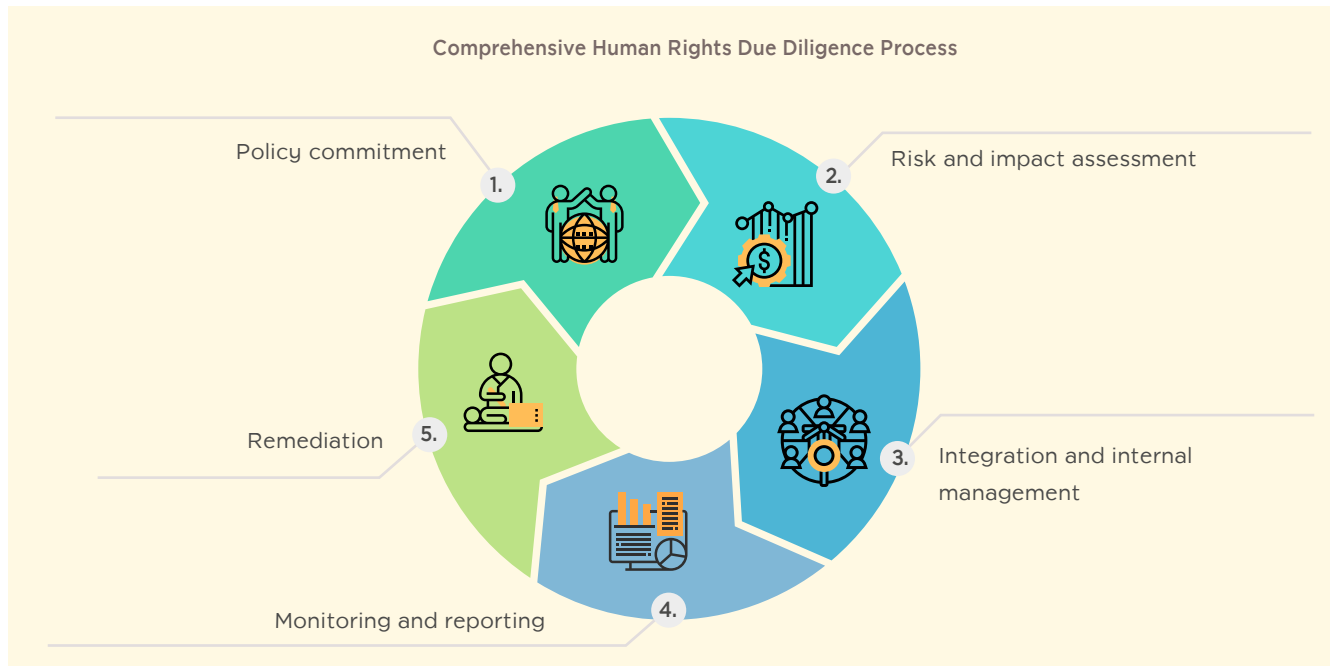 Comprehensive Human Rights Due Diligence Process
1.
Policy commitment
2.
Risk and impact assessment
$
3.
Integration and internal
management
4.
Monitoring and reporting
5.
Remediation